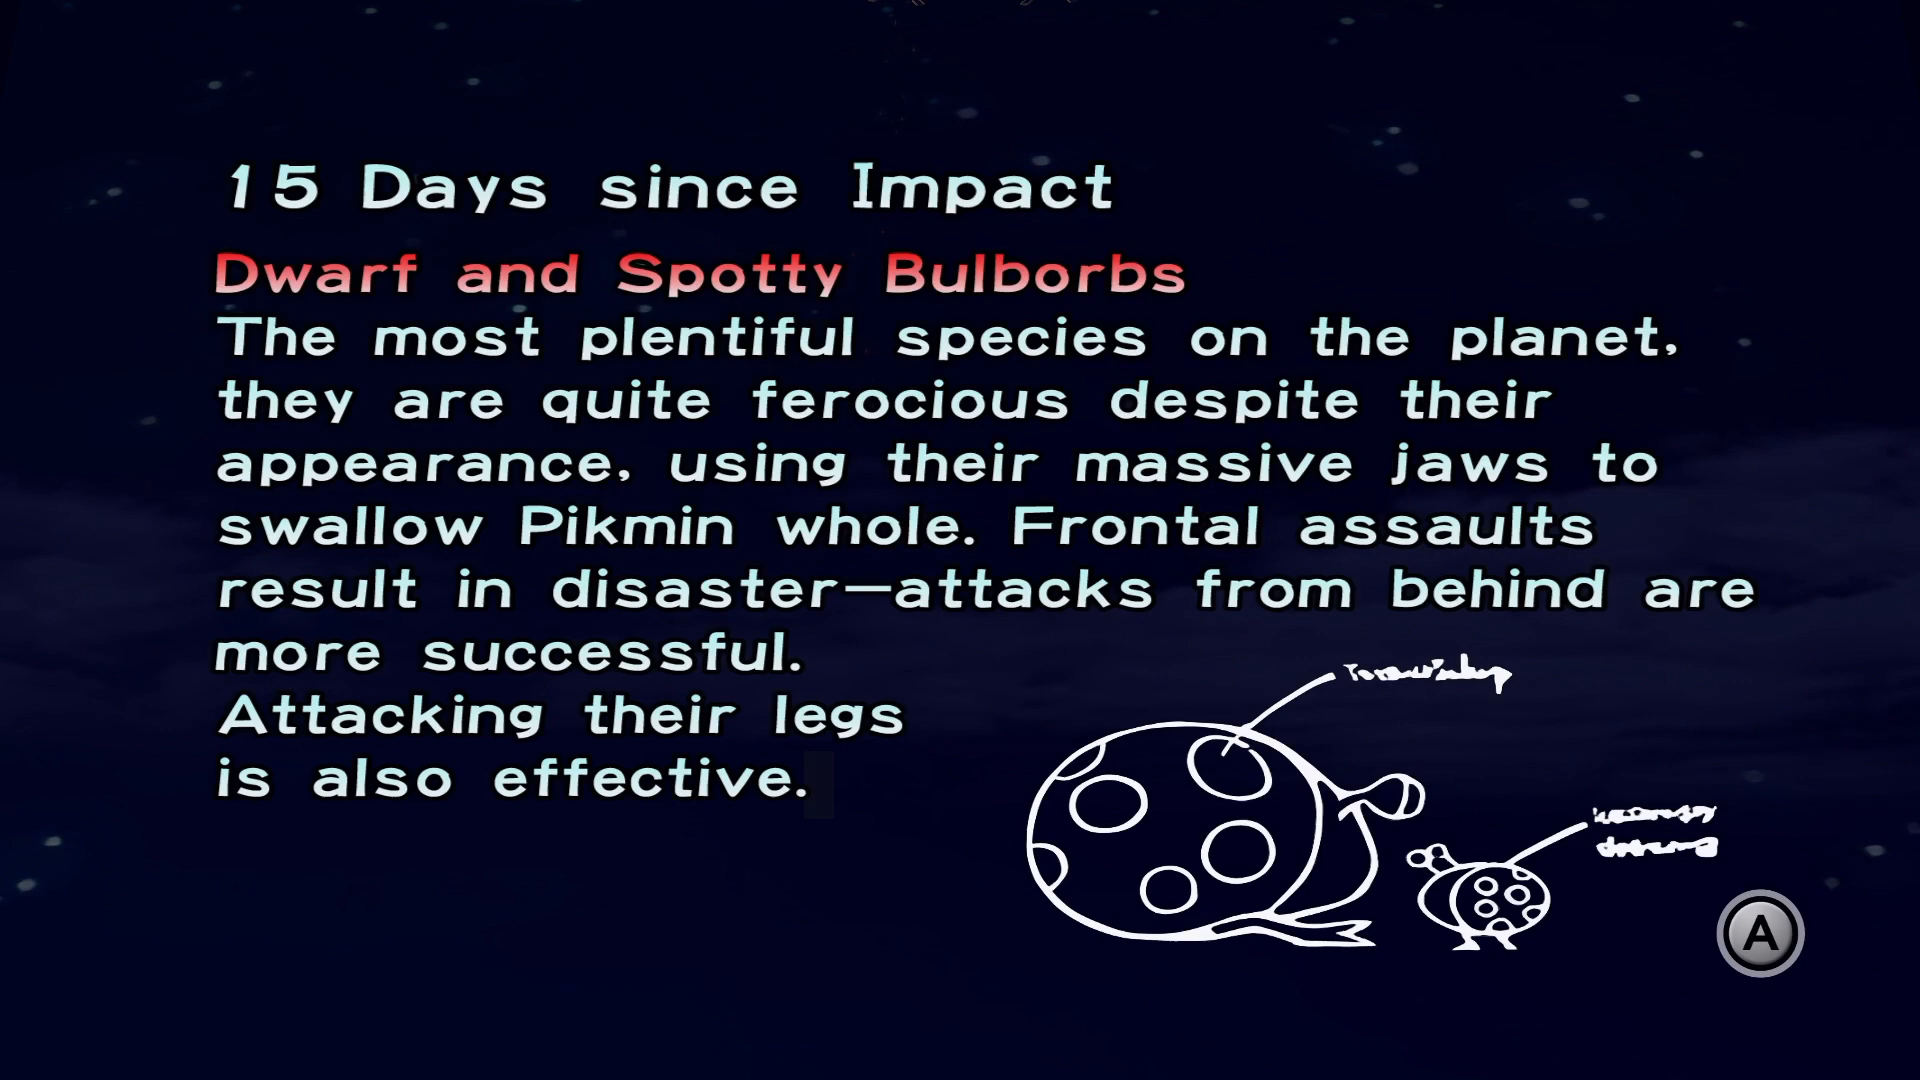 15 Days since Impact
Dwarf and Spotty Bulborbs
The most plentiful species on the planet,
they are quite ferocious despite their
appearance, using their massive jaws to
swallow Pikmin whole. Frontal assaults
result in disaster—attacks from behind are
more successful.
Attacking their legs
is also effective.
A